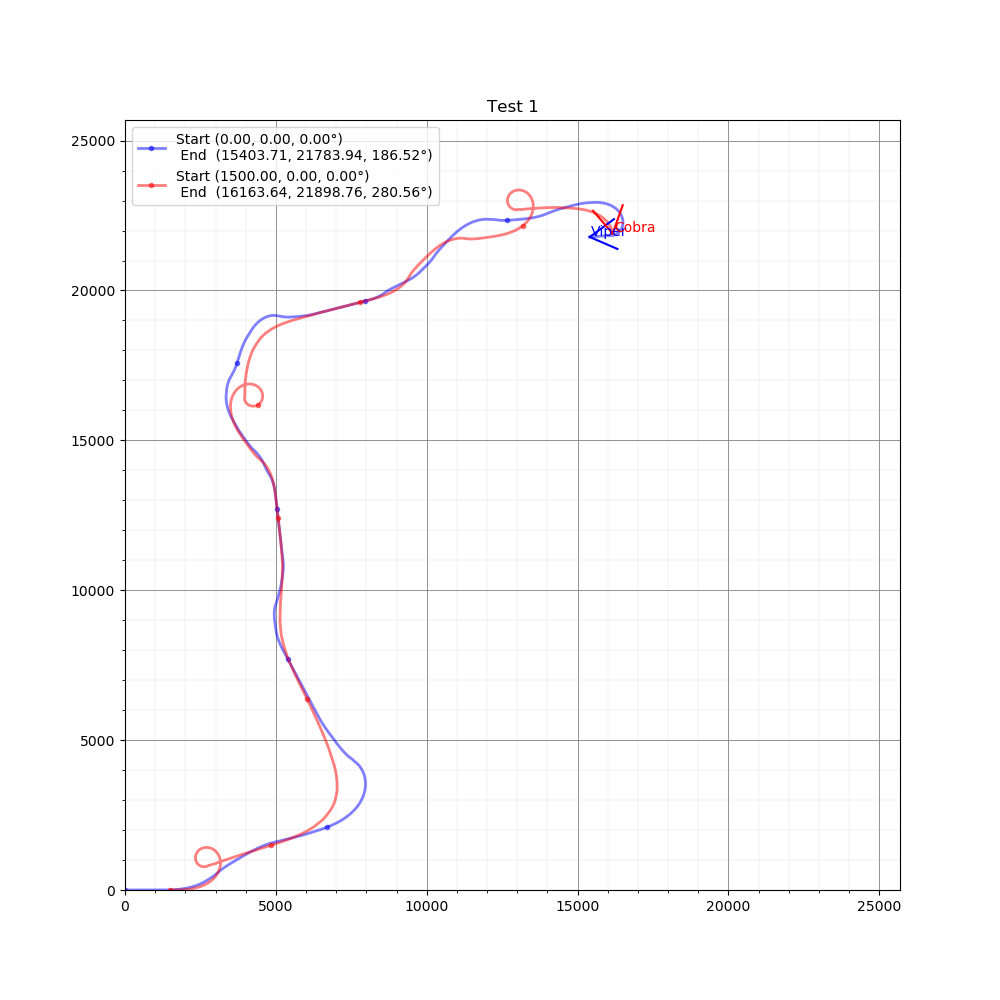 Test 1
Start (0.00, 0.00, 0.00°)
End  (15403.71, 21783.94, 186.52°)
Start (1500.00, 0.00, 0.00°)
End  (16163.64, 21898.76, 280.56°)
Viper
Cobra
25000
20000
15000
10000
5000
0
0
5000
10000
15000
20000
25000